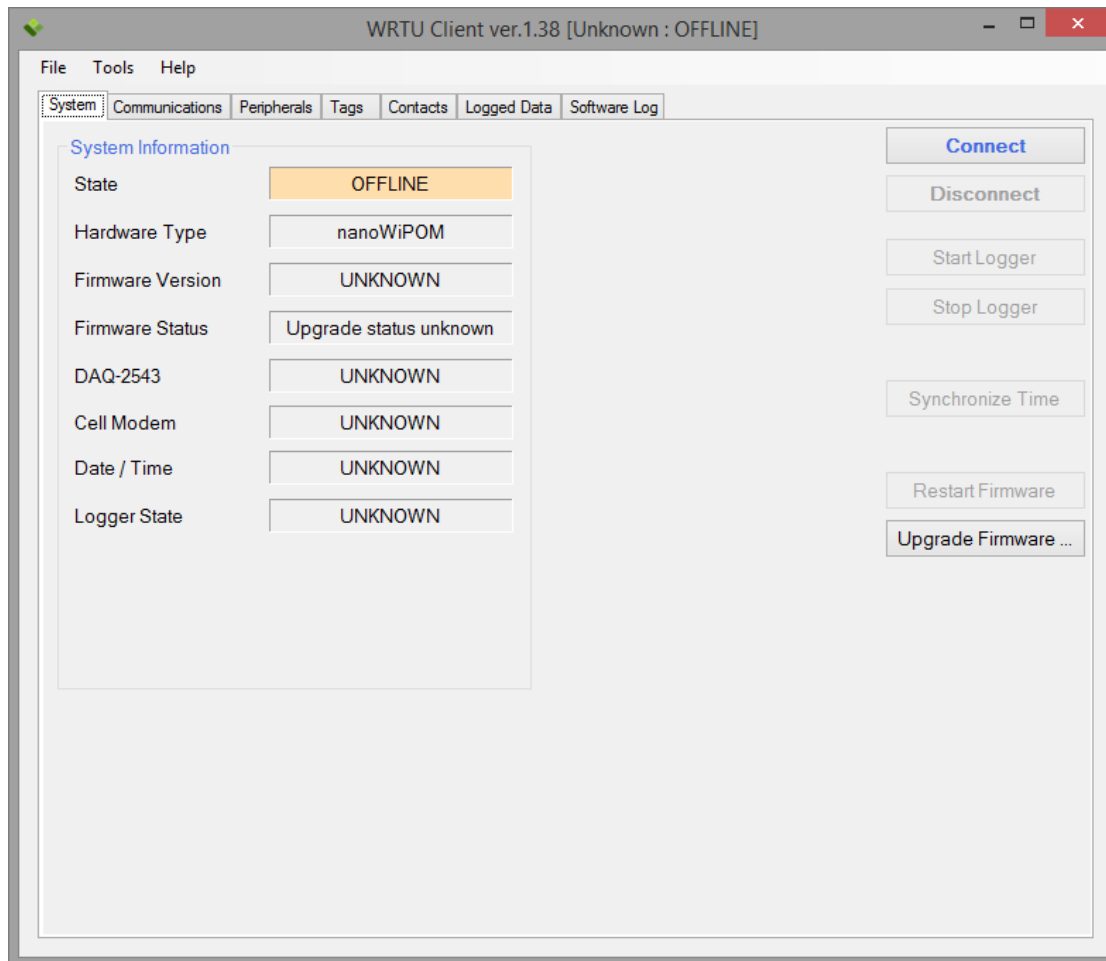 WRTU Client ver.1.38 [Unknown : OFFLINE]
File Tools Help
System Communications Peripherals Tags Contacts Logged Data Software Log
System Information
State OFFLINE
Hardware Type nanoWiPOM
Firmware Version UNKNOWN
Firmware Status Upgrade status unknown
DAQ-2543 UNKNOWN
Cell Modem UNKNOWN
Date / Time UNKNOWN
Logger State UNKNOWN
Connect
Disconnect
Start Logger
Stop Logger
Synchronize Time
Restart Firmware
Upgrade Firmware ...